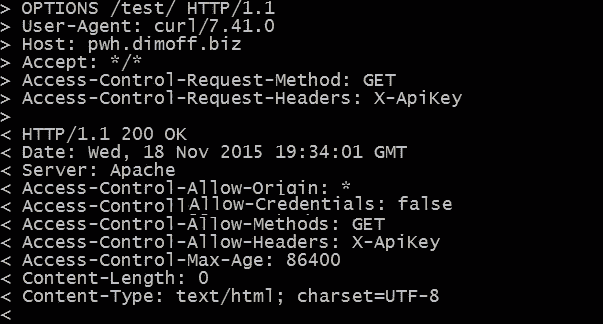 > OPTIONS /test/ HTTP/1.1
> User-Agent: curl/7.41.0
> Host: pwh.dimoff.biz
> Accept: */*
> Access-Control-Request-Method: GET
> Access-Control-Request-Headers: X-ApiKey
>
< HTTP/1.1 200 OK
< Date: Wed, 18 Nov 2015 19:34:01 GMT
< Server: Apache
< Access-Control-Allow-Origin: *
< Access-Controll Allow-Credentials: false
< Access-Control-Allow-Methods: GET
< Access-Control-Allow-Headers: X-ApiKey
< Access-Control-Max-Age: 86400
< Content-Length: 0
< Content-Type: text/html; charset=UTF-8
<